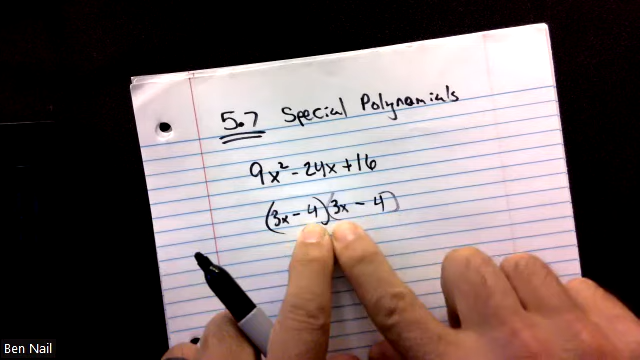 5.7 Special Polynomials
9x² - 24x + 16
(3x - 4)(3x - 4)
Ben Nail